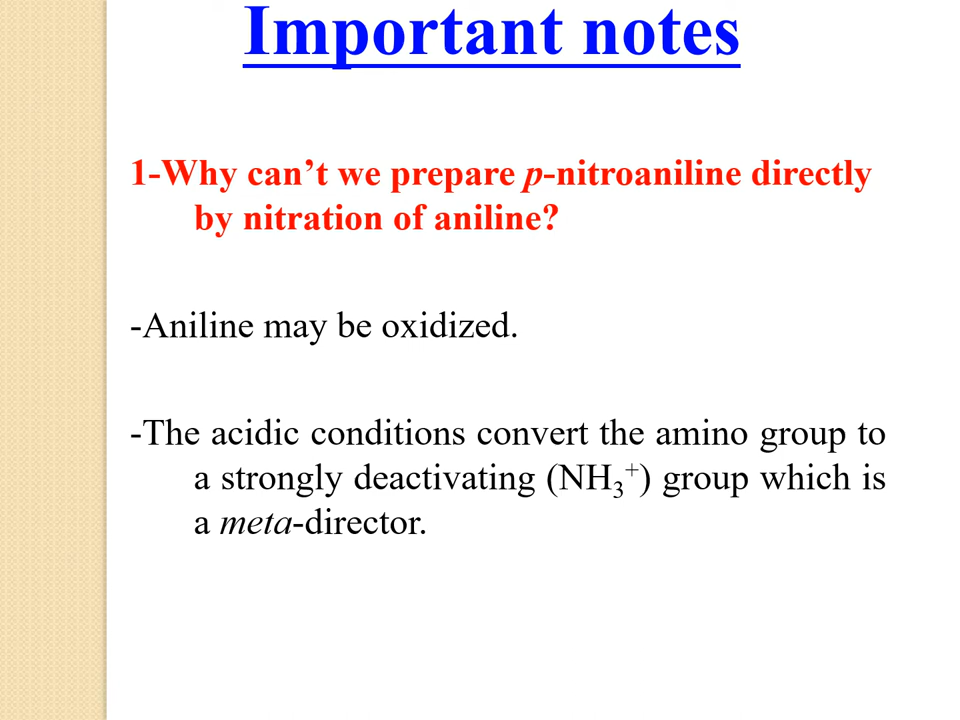 Important notes
1-Why can’t we prepare p-nitroaniline directly
by nitration of aniline?
-Aniline may be oxidized.
-The acidic conditions convert the amino group to
a strongly deactivating (NH₃⁺) group which is
a meta-director.